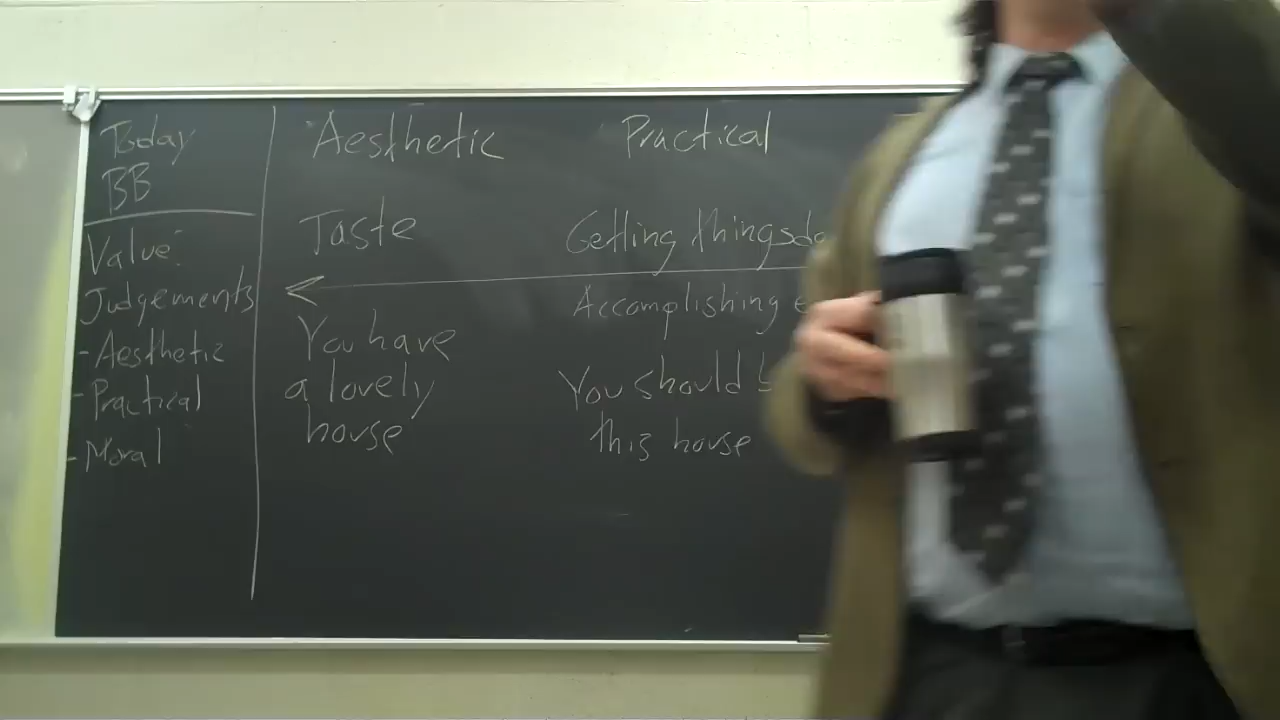 Today
BB
Value:
Judgements
-Aesthetic
-Practical
-Moral
Aesthetic
Taste
You have
a lovely
house
Practical
Getting things do
Accomplishing
You should
this house